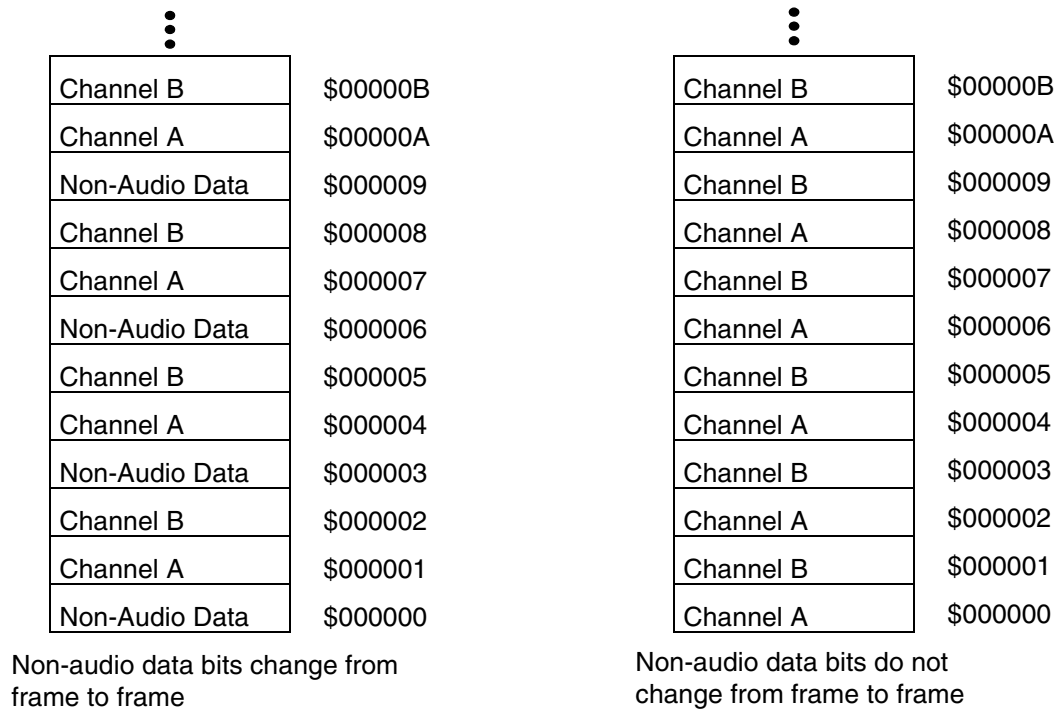 Channel B $00000B
Channel A $00000A
Non-Audio Data $000009
Channel B $000008
Channel A $000007
Non-Audio Data $000006
Channel B $000005
Channel A $000004
Non-Audio Data $000003
Channel B $000002
Channel A $000001
Non-Audio Data $000000
Non-audio data bits change from
frame to frame
Channel B $00000B
Channel A $00000A
Channel B $000009
Channel A $000008
Channel B $000007
Channel A $000006
Channel B $000005
Channel A $000004
Channel B $000003
Channel A $000002
Channel B $000001
Channel A $000000
Non-audio data bits do not
change from frame to frame